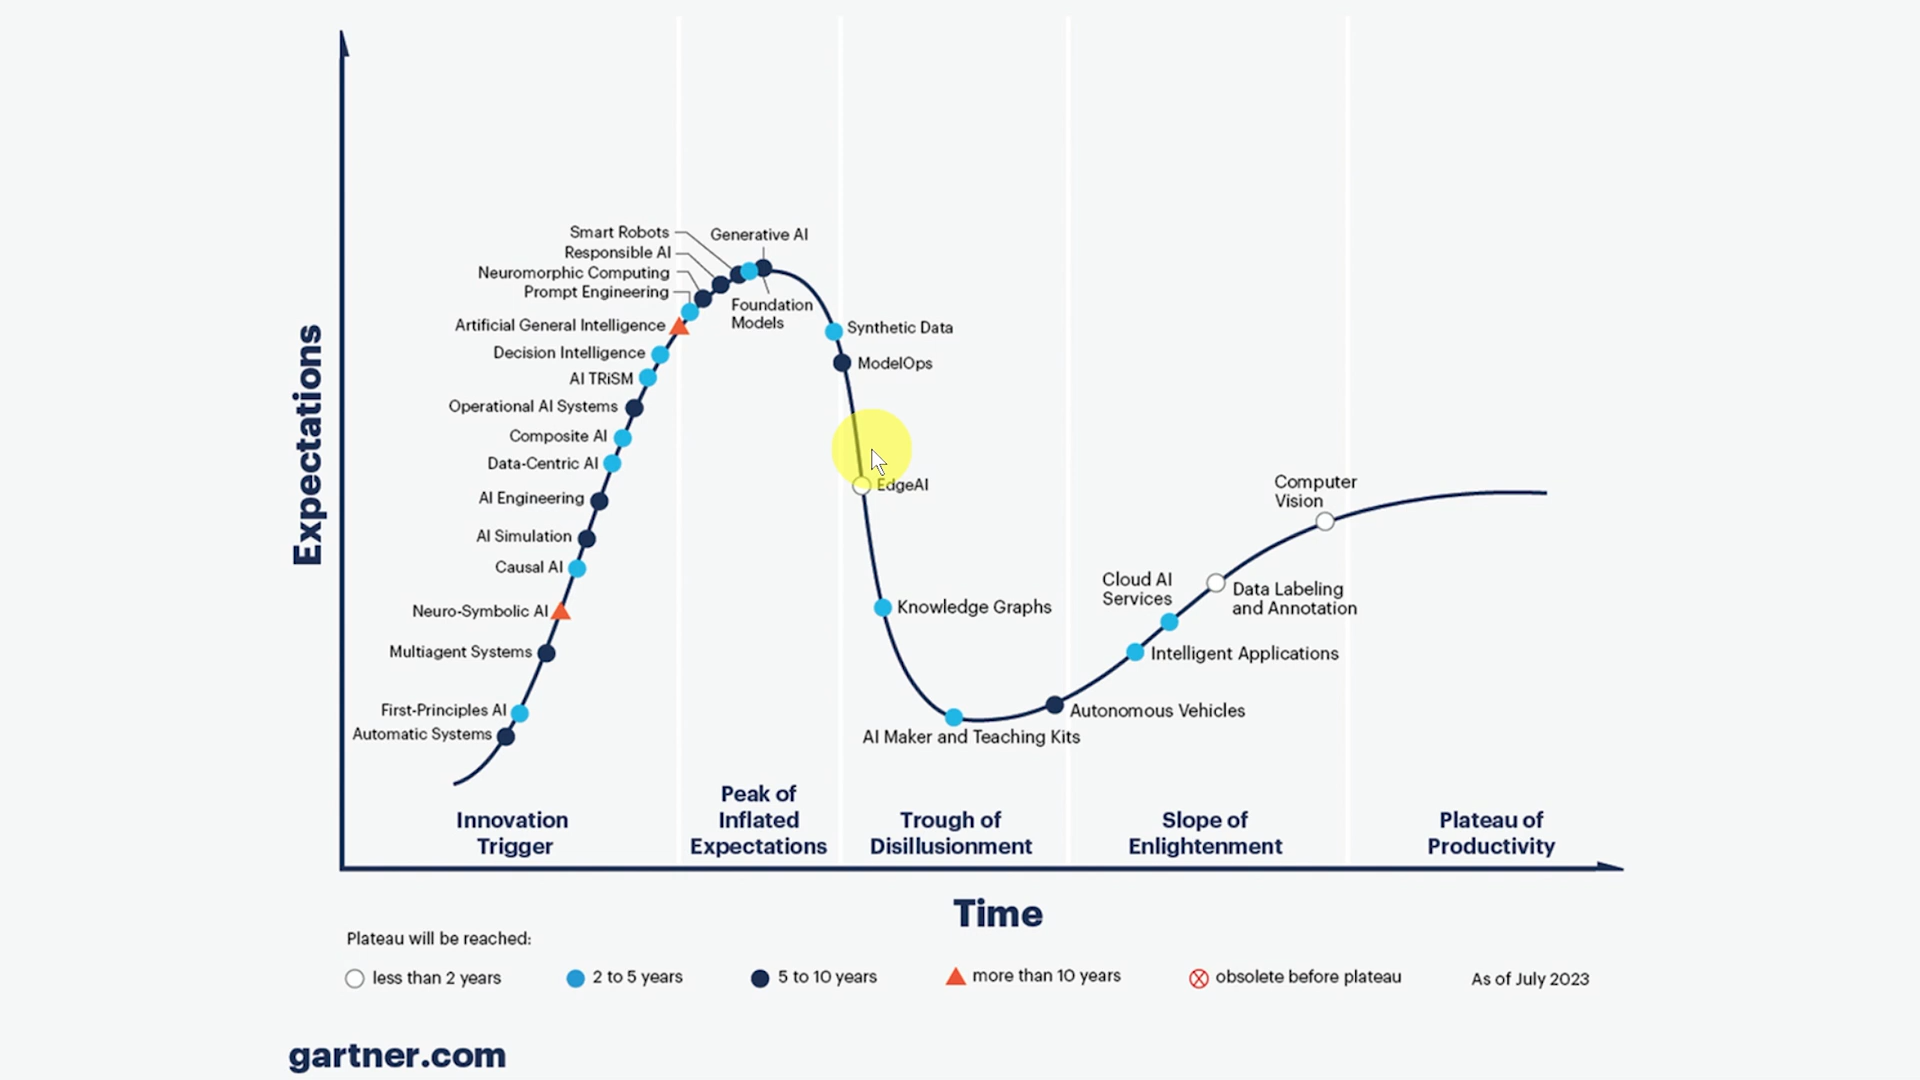 Expectations
Smart Robots
Generative AI
Responsible AI
Neuromorphic Computing
Prompt Engineering
Foundation
Models
Artificial General Intelligence
Synthetic Data
Decision Intelligence
ModelOps
AI TRiSM
Operational AI Systems
Composite AI
Data-Centric AI
EdgeAI
AI Engineering
Computer
Vision
AI Simulation
Causal AI
Cloud AI
Services
Data Labeling
and Annotation
Neuro-Symbolic AI
Knowledge Graphs
Multiagent Systems
Intelligent Applications
First-Principles AI
Autonomous Vehicles
Automatic Systems
AI Maker and Teaching Kits
Innovation
Trigger
Peak of
Inflated
Expectations
Trough of
Disillusionment
Slope of
Enlightenment
Plateau of
Productivity
Time
Plateau will be reached:
less than 2 years
2 to 5 years
5 to 10 years
more than 10 years
obsolete before plateau
As of July 2023
gartner.com